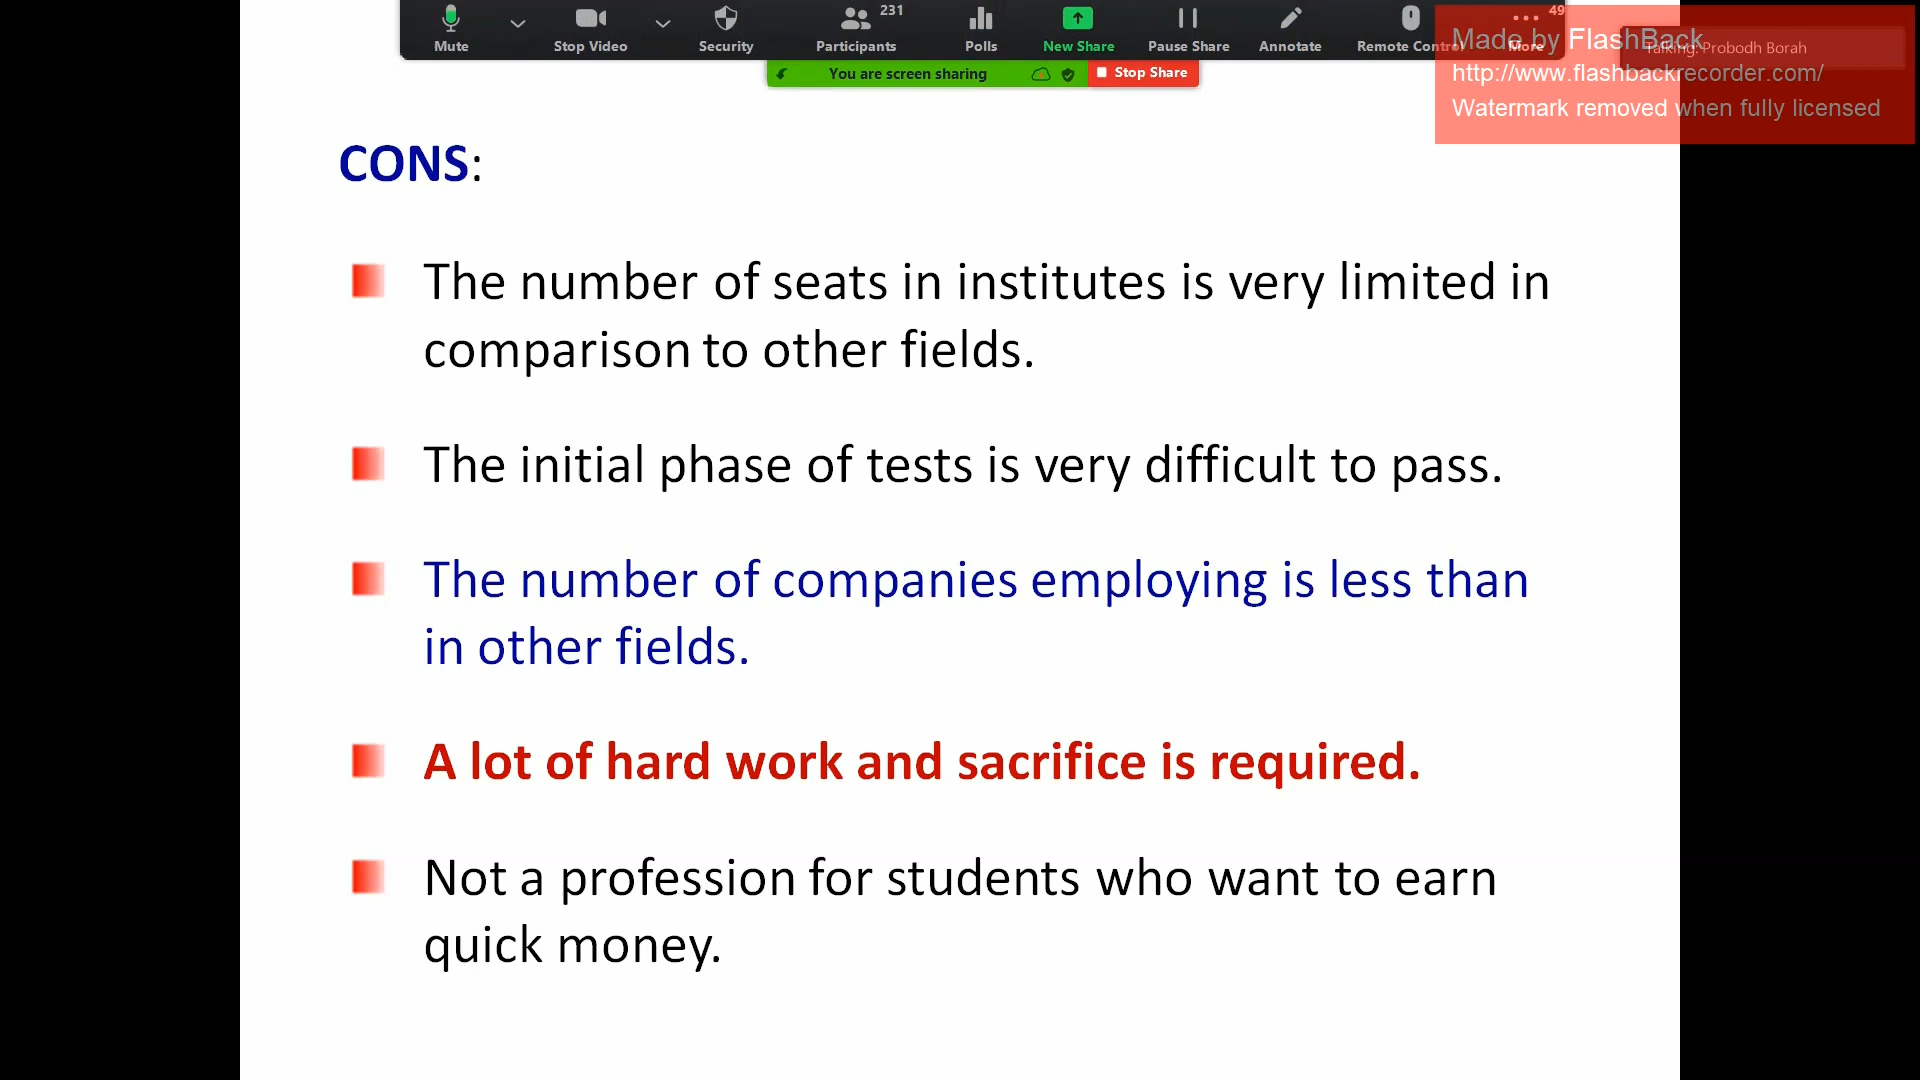 231
49
Mute
Stop Video
Security
Participants
Polls
New Share
Pause Share
Annotate
Remote Control
More
Made by FlashBack
Talking: Probodh Borah
You are screen sharing
Stop Share
http://www.flashbackrecorder.com/
Watermark removed when fully licensed
CONS:
The number of seats in institutes is very limited in
comparison to other fields.
The initial phase of tests is very difficult to pass.
The number of companies employing is less than
in other fields.
A lot of hard work and sacrifice is required.
Not a profession for students who want to earn
quick money.